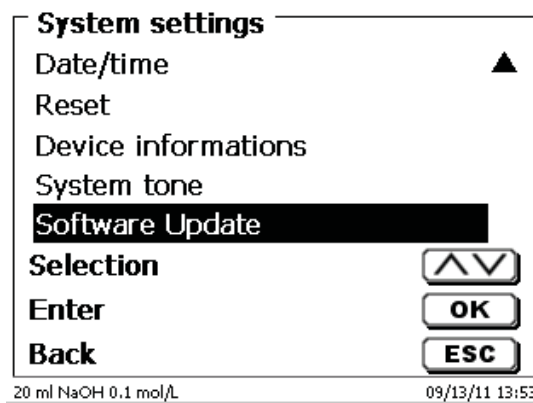 System settings
Date/time
Reset
Device informations
System tone
Software Update
Selection
Enter OK
Back ESC
20 ml NaOH 0.1 mol/L 09/13/11 13:53